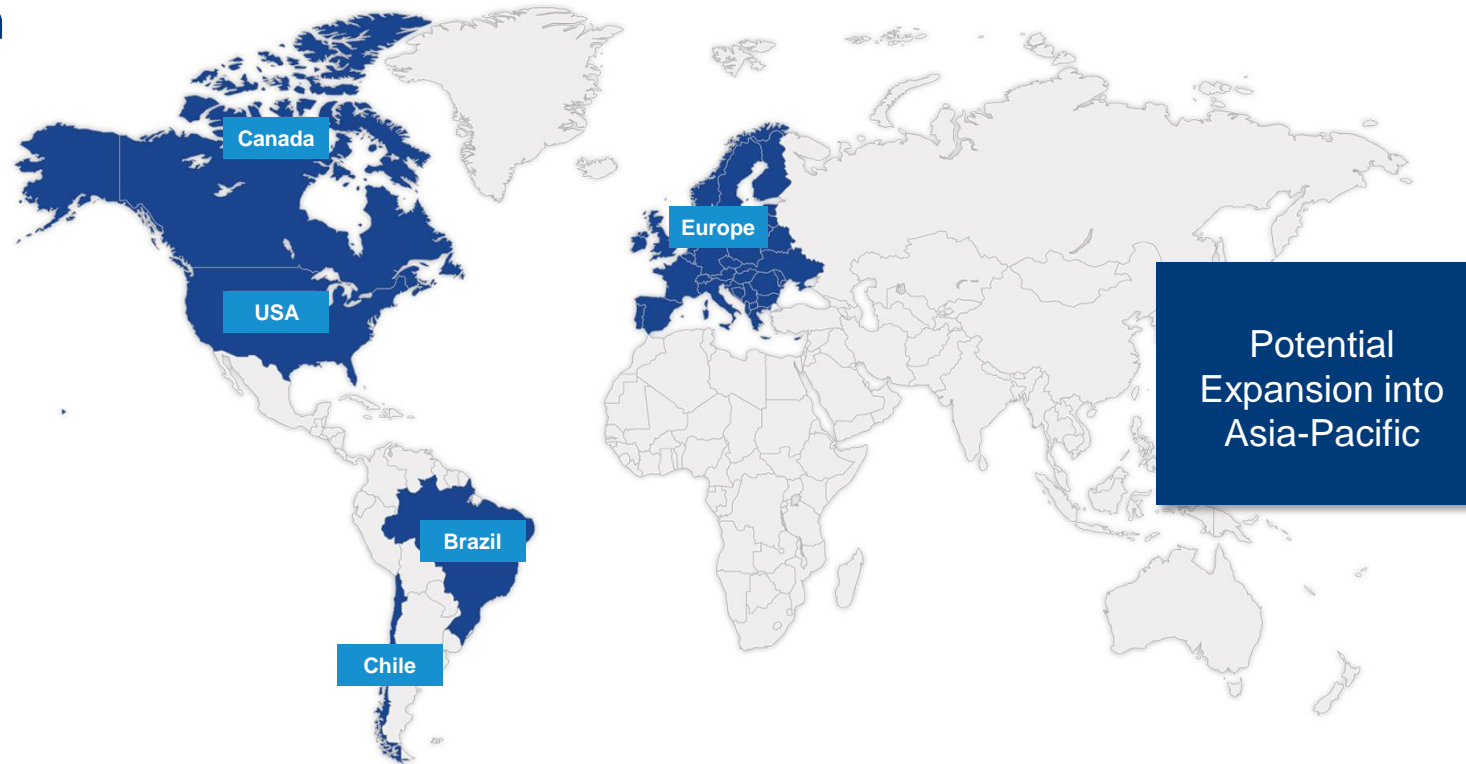 Canada
Europe
USA
Potential
Expansion into
Asia-Pacific
Brazil
Chile